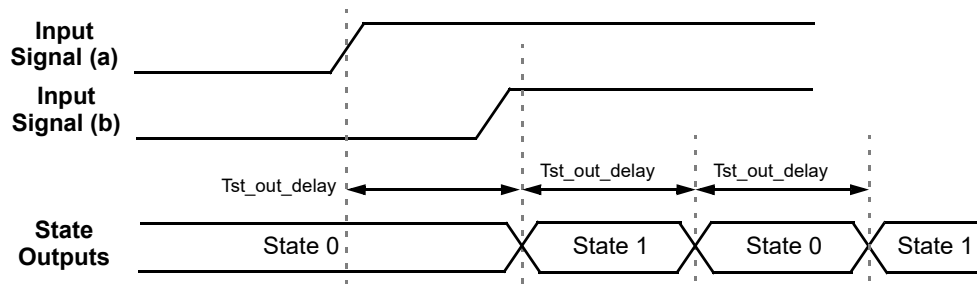 Input
Signal (a)
Input
Signal (b)
Tst_out_delay
Tst_out_delay
Tst_out_delay
State
Outputs
State 0
State 1
State 0
State 1